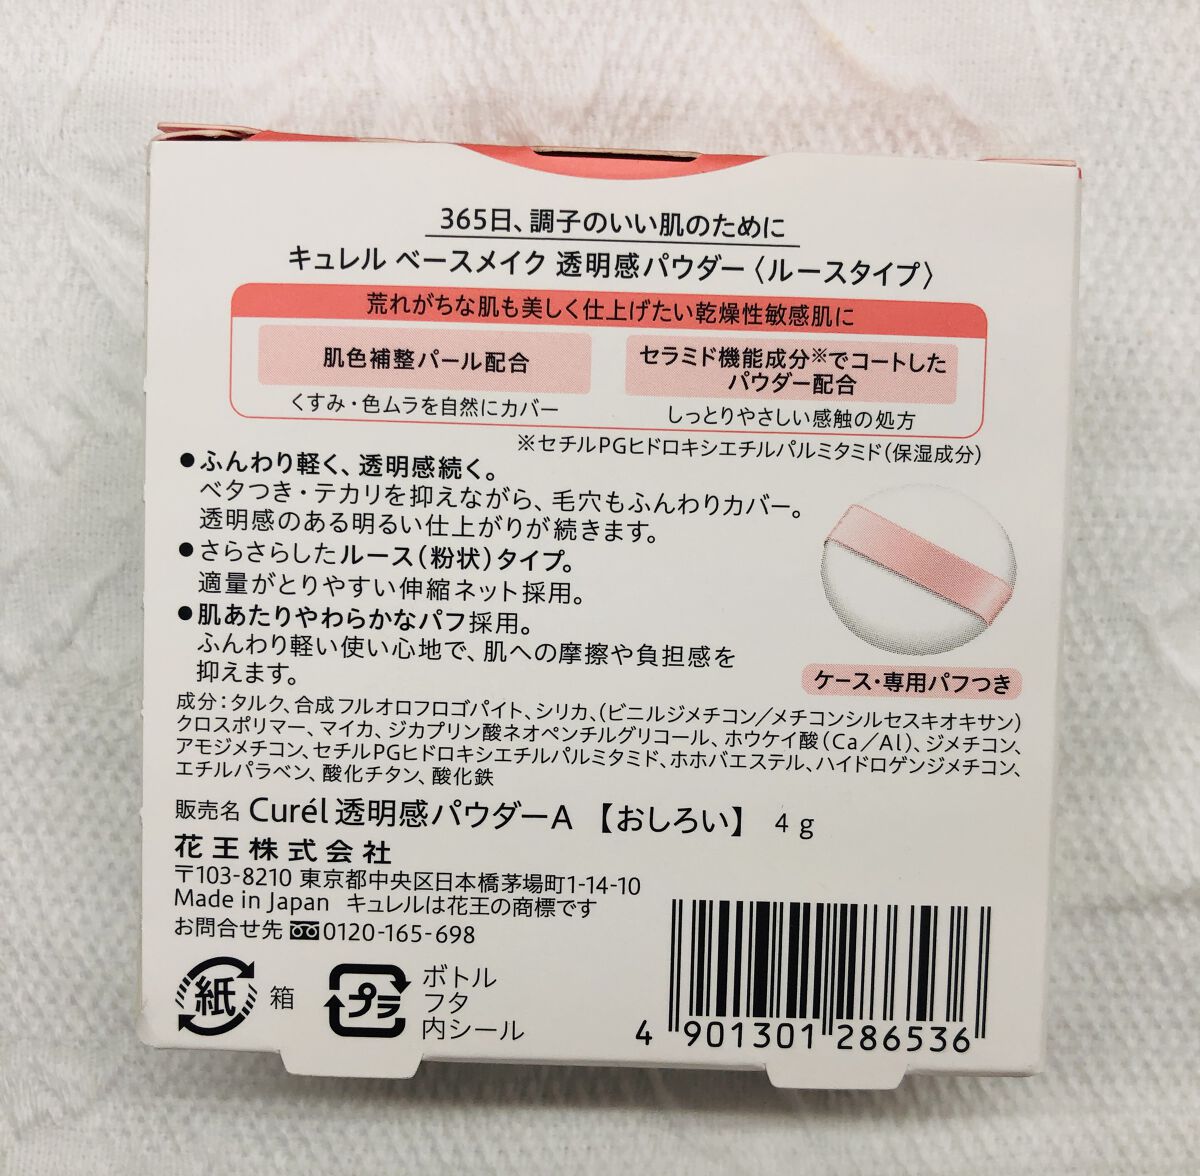 365日、調子のいい肌のために
キュレル ベースメイク 透明感パウダー〈ルースタイプ〉
荒れがちな肌も美しく仕上げたい乾燥性敏感肌に
肌色補整パール配合
くすみ・色ムラを自然にカバー
セラミド機能成分※でコートした
パウダー配合
しっとりやさしい感触の処方
※セチルPGヒドロキシエチルパルミタミド(保湿成分)
●ふんわり軽く、透明感続く。
ベタつき・テカリを抑えながら、毛穴もふんわりカバー。
透明感のある明るい仕上がりが続きます。
●さらさらしたルース(粉状)タイプ。
適量がとりやすい伸縮ネット採用。
●肌あたりやわらかなパフ採用。
ふんわり軽い使い心地で、肌への摩擦や負担感を
抑えます。
ケース・専用パフつき
成分:タルク、合成フルオロフロゴパイト、シリカ、(ビニルジメチコン/メチコンシルセスキオキサン)
クロスポリマー、マイカ、ジカプリン酸ネオペンチルグリコール、ホウケイ酸(Ca/Al)、ジメチコン、
アモジメチコン、セチルPGヒドロキシエチルパルミタミド、ホホバエステル、ハイドロゲンジメチコン、
エチルパラベン、酸化チタン、酸化鉄
販売名 Curél 透明感パウダーA 【おしろい】 4 g
花王株式会社
〒103-8210 東京都中央区日本橋茅場町1-14-10
Made in Japan キュレルは花王の商標です
お問合せ先 0120-165-698
紙 箱
プラ ボトル
フタ
内シール
4 901301 286536